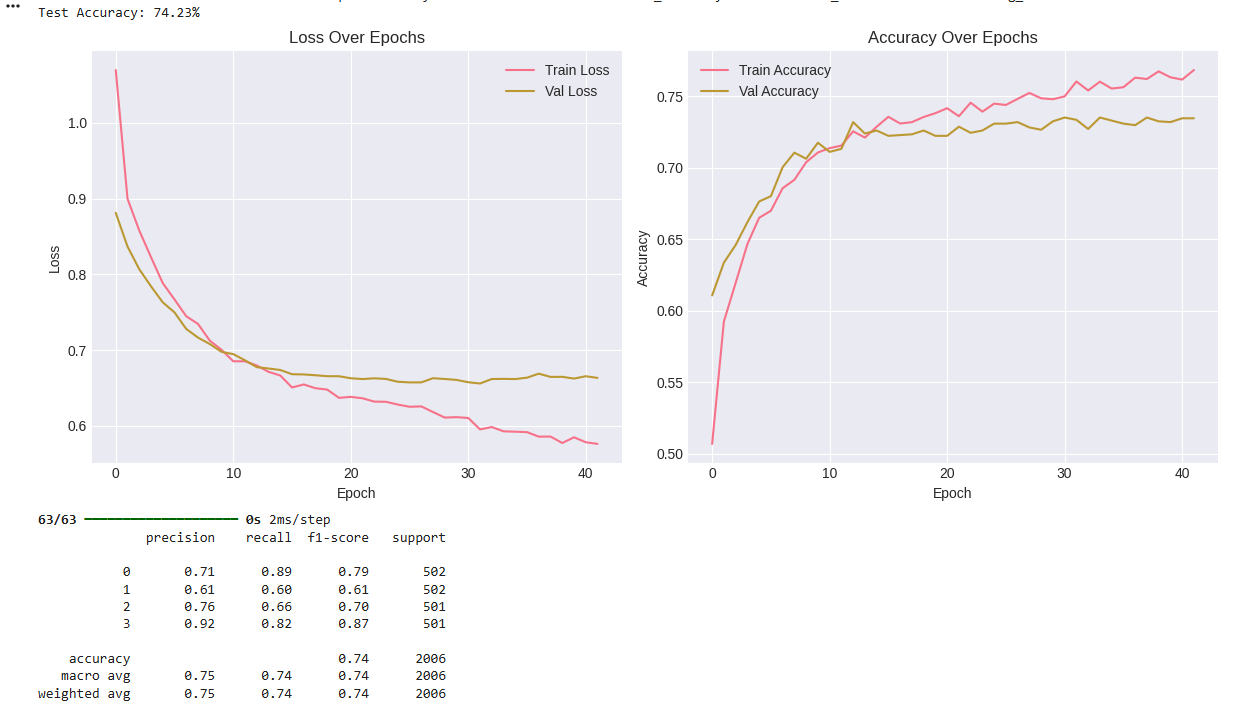 Test Accuracy: 74.23%
Loss Over Epochs
Train Loss
Val Loss
1.0
0.9
0.8
0.7
0.6
Loss
0 10 20 30 40
Epoch
Accuracy Over Epochs
Train Accuracy
Val Accuracy
0.75
0.70
0.65
0.60
0.55
0.50
Accuracy
0 10 20 30 40
Epoch
63/63 ━━━━━━━━━━━━━━━━━━━━ 0s 2ms/step
precision recall f1-score support
0 0.71 0.89 0.79 502
1 0.61 0.60 0.61 502
2 0.76 0.66 0.70 501
3 0.92 0.82 0.87 501
accuracy 0.74 2006
macro avg 0.75 0.74 0.74 2006
weighted avg 0.75 0.74 0.74 2006